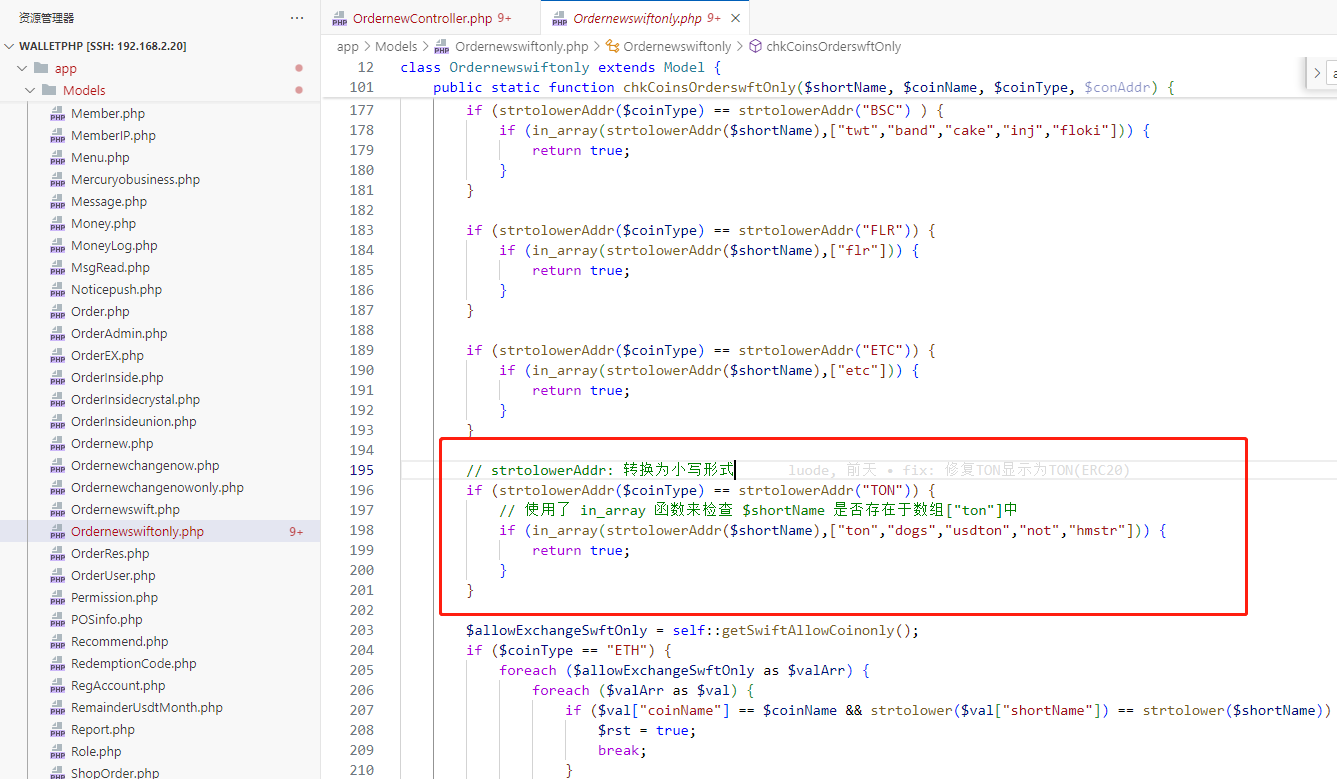 资源管理器
···
WALLETPHP [SSH: 192.168.2.20]
app
Models
Member.php
MemberIP.php
Menu.php
Mercuryobusiness.php
Message.php
Money.php
MoneyLog.php
MsgRead.php
Noticepush.php
Order.php
OrderAdmin.php
OrderEX.php
OrderInside.php
OrderInsidecrystal.php
OrderInsideunion.php
Ordernew.php
Ordernewchangenow.php
Ordernewchangenowonly.php
Ordernewswift.php
Ordernewswiftonly.php 9+
OrderRes.php
OrderUser.php
Permission.php
POSinfo.php
Recommend.php
RedemptionCode.php
RegAccount.php
RemainderUsdtMonth.php
Report.php
Role.php
ShopOrder.php
OrdernewController.php 9+
Ordernewswiftonly.php 9+ ×
app > Models > Ordernewswiftonly.php > Ordernewswiftonly > chkCoinsOrderswftOnly
12 class Ordernewswiftonly extends Model {
101 public static function chkCoinsOrderswftOnly($shortName, $coinName, $coinType, $conAddr) {
177 if (strtolowerAddr($coinType) == strtolowerAddr("BSC") ) {
178 if (in_array(strtolowerAddr($shortName),["twt","band","cake","inj","floki"])) {
179 return true;
180 }
181 }
182
183 if (strtolowerAddr($coinType) == strtolowerAddr("FLR")) {
184 if (in_array(strtolowerAddr($shortName),["flr"])) {
185 return true;
186 }
187 }
188
189 if (strtolowerAddr($coinType) == strtolowerAddr("ETC")) {
190 if (in_array(strtolowerAddr($shortName),["etc"])) {
191 return true;
192 }
193 }
194
195 // strtolowerAddr: 转换为小写形式 luode, 前天 • fix: 修复TON显示为TON(ERC20)
196 if (strtolowerAddr($coinType) == strtolowerAddr("TON")) {
197 // 使用了 in_array 函数来检查 $shortName 是否存在于数组["ton"]中
198 if (in_array(strtolowerAddr($shortName),["ton","dogs","usdton","not","hmstr"])) {
199 return true;
200 }
201 }
202
203 $allowExchangeSwftOnly = self::getSwiftAllowCoinonly();
204 if ($coinType == "ETH") {
205 foreach ($allowExchangeSwftOnly as $valArr) {
206 foreach ($valArr as $val) {
207 if ($val["coinName"] == $coinName && strtolower($val["shortName"]) == strtolower($shortName))
208 $rst = true;
209 break;
210 }